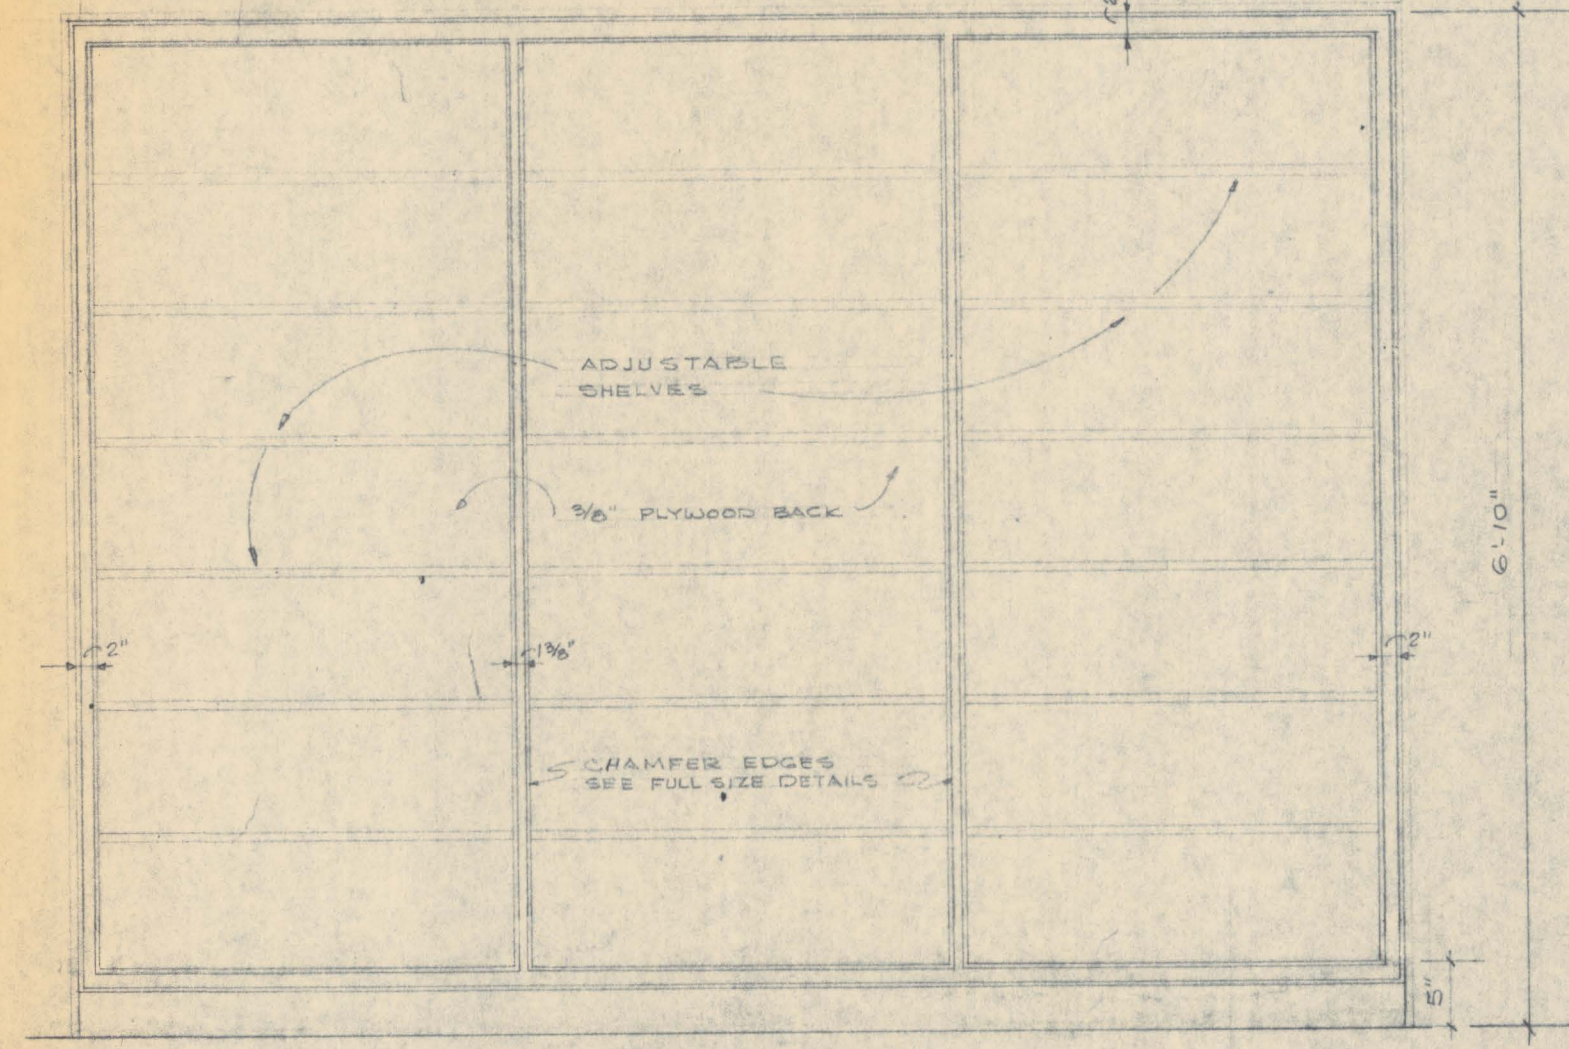 ADJUSTABLE
SHELVES
3/8" PLYWOOD BACK
6'-10"
2"
1 3/8"
2"
CHAMFER EDGES
SEE FULL SIZE DETAILS
5"